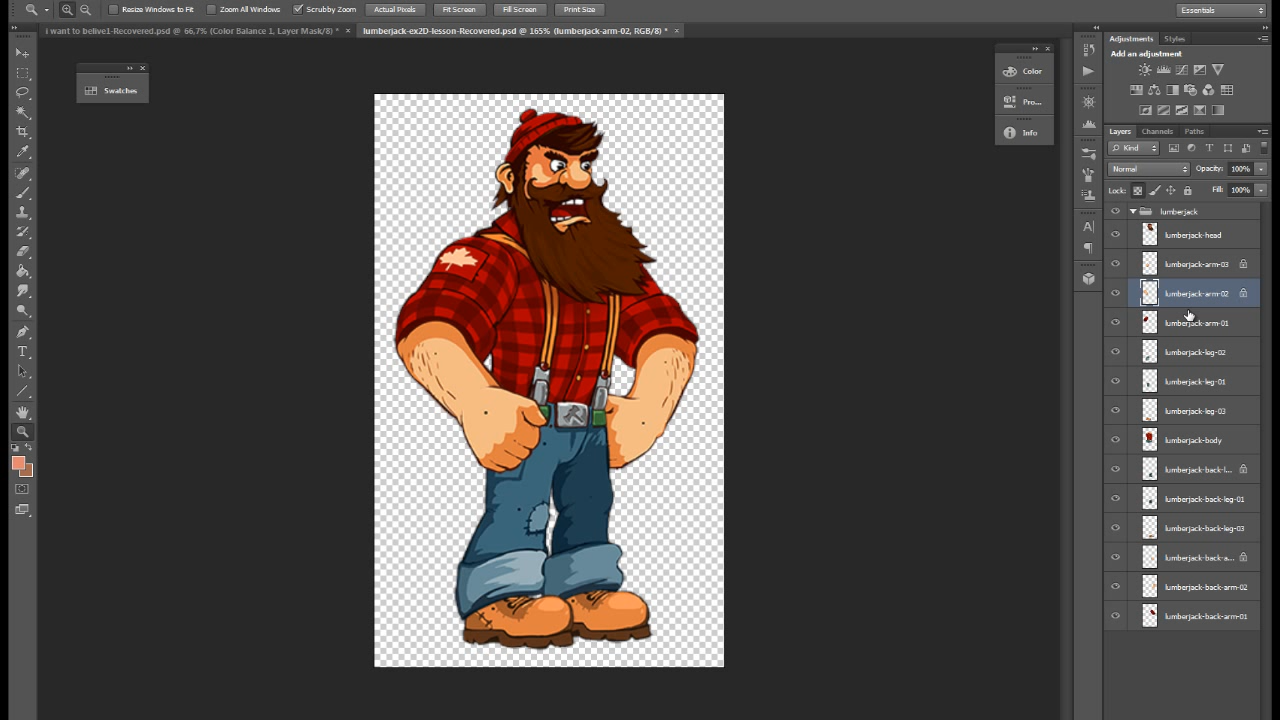 Resize Windows to Fit
Zoom All Windows
Scrubby Zoom
Actual Pixels
Fit Screen
Fill Screen
Print Size
Essentials
i want to belive1-Recovered.psd @ 66,7% (Color Balance 1, Layer Mask/8) * ×
lumberjack-ex2D-lesson-Recovered.psd @ 165% (lumberjack-arm-02, RGB/8) * ×
Swatches
Color
Pro...
Info
Adjustments
Styles
Add an adjustment
Layers
Channels
Paths
Kind
Normal
Opacity: 100%
Lock:
Fill: 100%
lumberjack
lumberjack-head
lumberjack-arm-03
lumberjack-arm-02
lumberjack-arm-01
lumberjack-leg-02
lumberjack-leg-01
lumberjack-leg-03
lumberjack-body
lumberjack-back-l...
lumberjack-back-leg-01
lumberjack-back-leg-03
lumberjack-back-a...
lumberjack-back-arm-02
lumberjack-back-arm-01